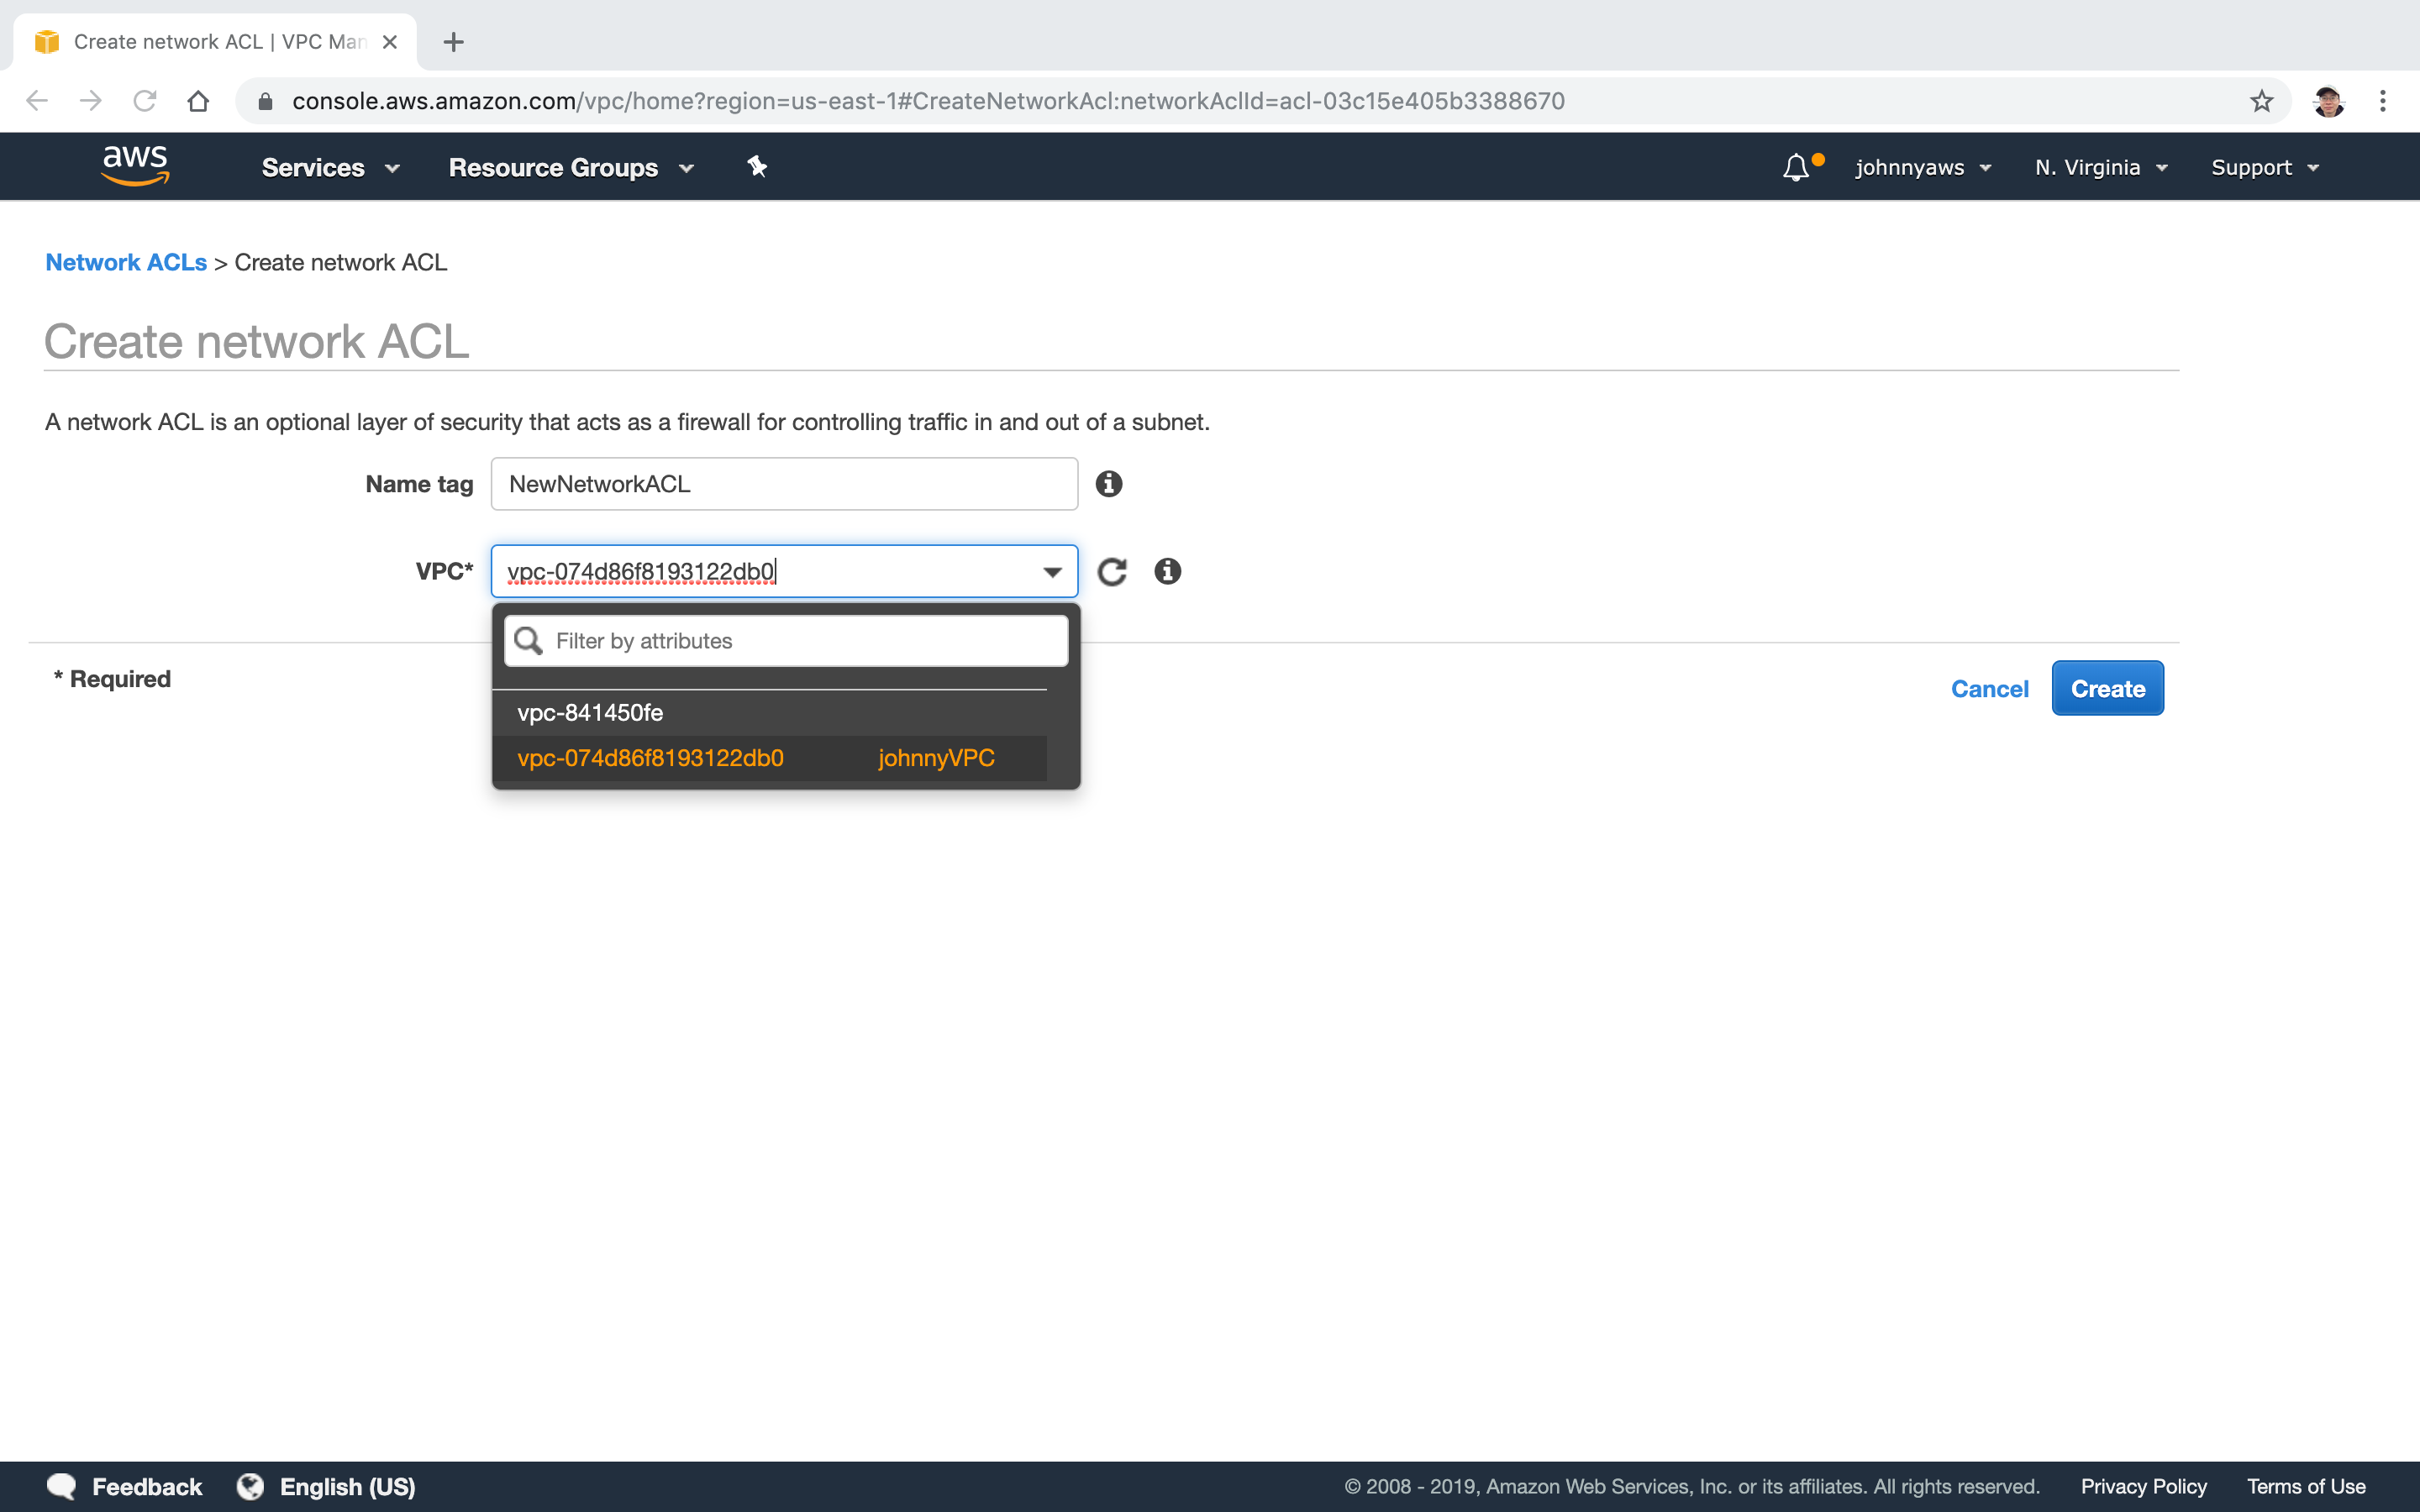 Create network ACL | VPC Man
console.aws.amazon.com/vpc/home?region=us-east-1#CreateNetworkAcl:networkAclId=acl-03c15e405b3388670
aws Services Resource Groups johnnyaws N. Virginia Support
Network ACLs > Create network ACL
Create network ACL
A network ACL is an optional layer of security that acts as a firewall for controlling traffic in and out of a subnet.
Name tag NewNetworkACL
VPC* vpc-074d86f8193122db0
Filter by attributes
* Required
Cancel Create
vpc-841450fe
vpc-074d86f8193122db0 johnnyVPC
Feedback English (US) © 2008 - 2019, Amazon Web Services, Inc. or its affiliates. All rights reserved. Privacy Policy Terms of Use